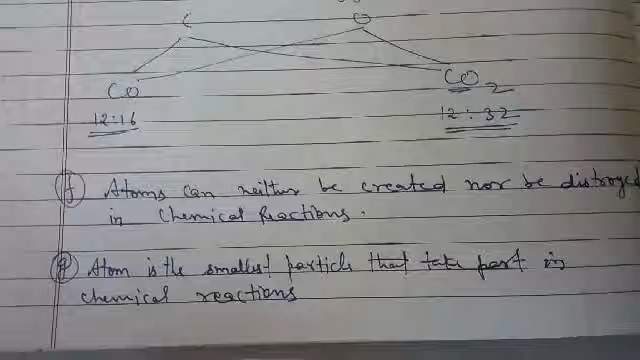 C O
CO CO2
12:16 12:32
(f) Atoms can neither be created nor be distroyed
in chemical reactions.
(g) Atom is the smallest particle that take part in
chemical reactions